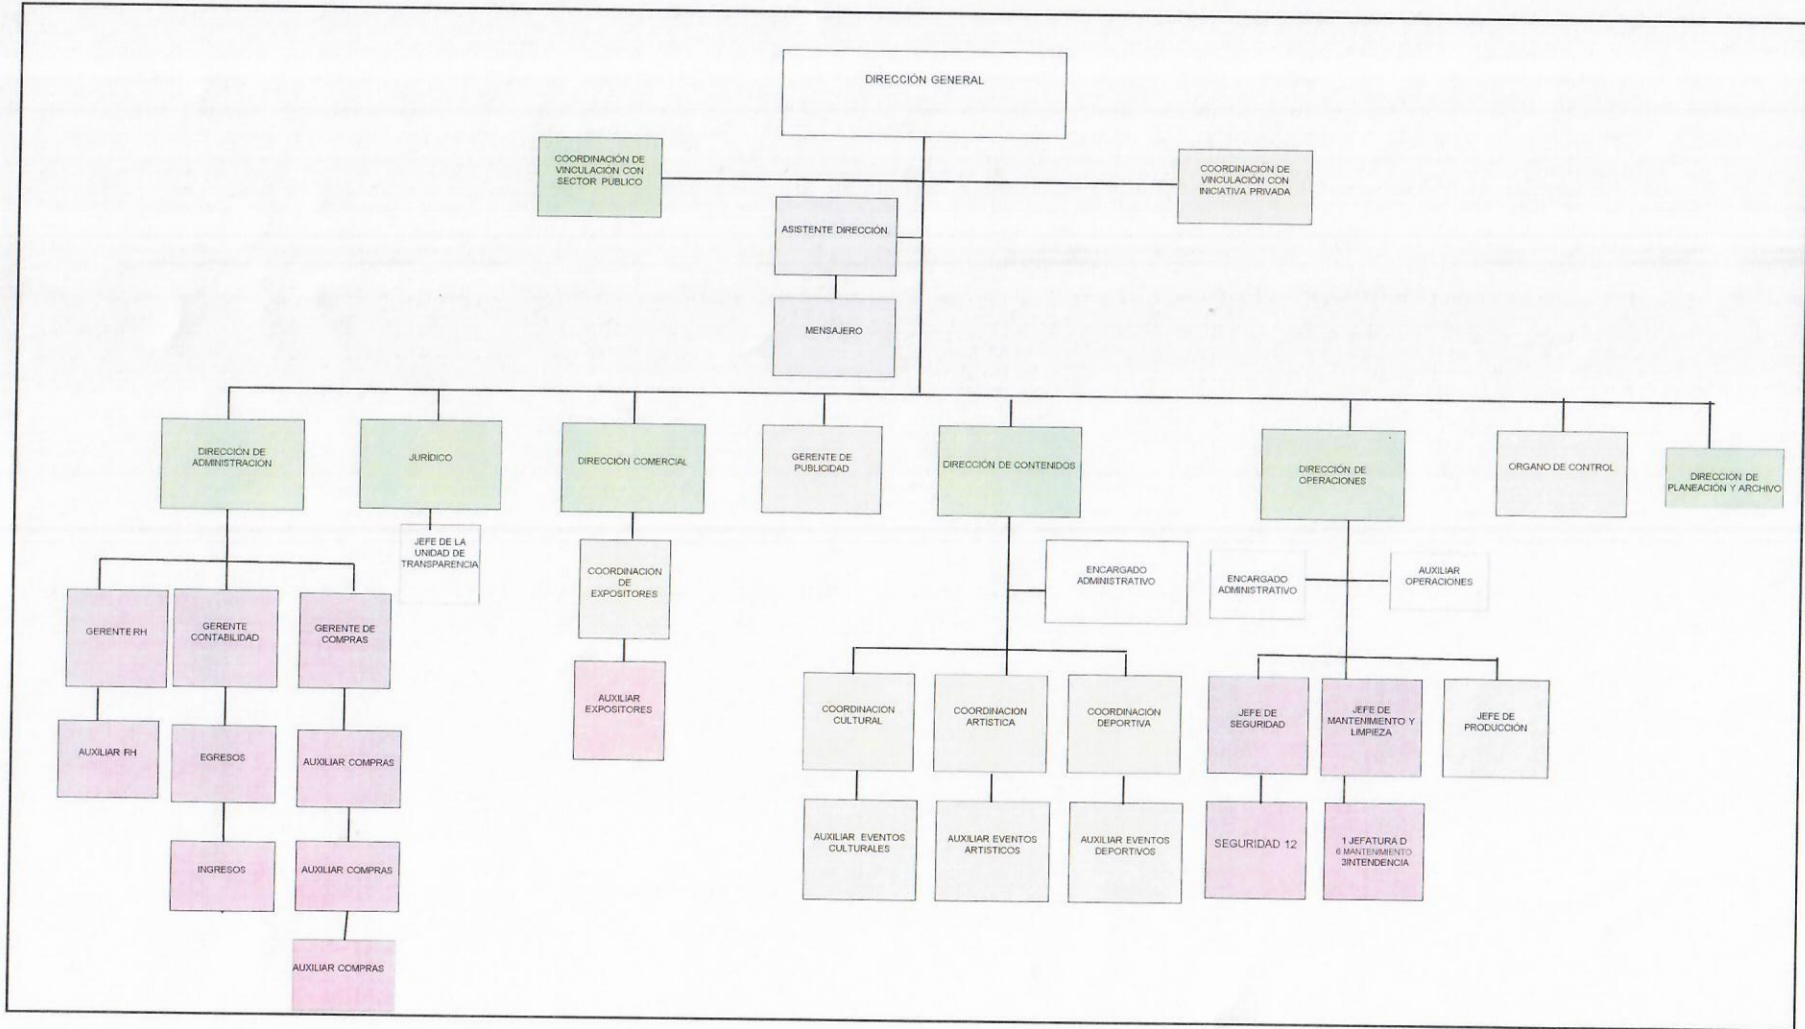 DIRECCIÓN GENERAL
COORDINACIÓN DE
VINCULACIÓN CON
SECTOR PÚBLICO
COORDINACIÓN DE
VINCULACIÓN CON
INICIATIVA PRIVADA
ASISTENTE DIRECCIÓN
MENSAJERO
DIRECCIÓN DE
ADMINISTRACIÓN
JURÍDICO
DIRECCIÓN COMERCIAL
GERENTE DE
PUBLICIDAD
DIRECCIÓN DE CONTENIDOS
DIRECCIÓN DE
OPERACIONES
ORGANO DE CONTROL
DIRECCION DE
PLANEACIÓN Y ARCHIVO
JEFE DE LA
UNIDAD DE
TRANSPARENCIA
COORDINACION
DE
EXPOSITORES
ENCARGADO
ADMINISTRATIVO
ENCARGADO
ADMINISTRATIVO
AUXILIAR
OPERACIONES
GERENTE RH
GERENTE
CONTABILIDAD
GERENTE DE
COMPRAS
AUXILIAR
EXPOSITORES
COORDINACION
CULTURAL
COORDINACION
ARTISTICA
COORDINACION
DEPORTIVA
JEFE DE
SEGURIDAD
JEFE DE
MANTENIMIENTO Y
LIMPIEZA
JEFE DE
PRODUCCIÓN
AUXILIAR RH
EGRESOS
AUXILIAR COMPRAS
AUXILIAR EVENTOS
CULTURALES
AUXILIAR EVENTOS
ARTISTICOS
AUXILIAR EVENTOS
DEPORTIVOS
SEGURIDAD 12
1 JEFATURA D
6 MANTENIMIENTO
3INTENDENCIA
INGRESOS
AUXILIAR COMPRAS
AUXILIAR COMPRAS